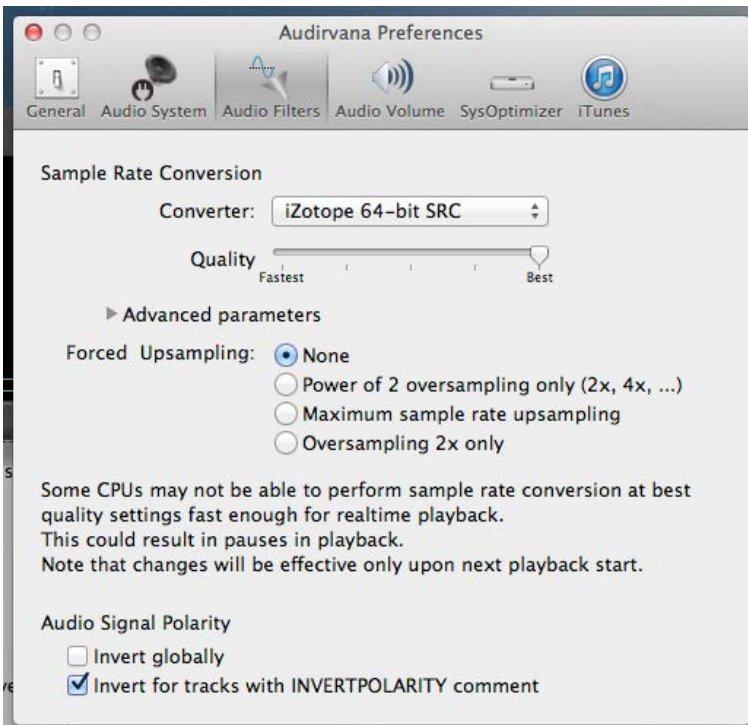 Audirvana Preferences
General Audio System Audio Filters Audio Volume SysOptimizer iTunes
Sample Rate Conversion
Converter: iZotope 64-bit SRC
Quality
Fastest Best
Advanced parameters
Forced Upsampling: None
Power of 2 oversampling only (2x, 4x, ...)
Maximum sample rate upsampling
Oversampling 2x only
Some CPUs may not be able to perform sample rate conversion at best
quality settings fast enough for realtime playback.
This could result in pauses in playback.
Note that changes will be effective only upon next playback start.
Audio Signal Polarity
Invert globally
Invert for tracks with INVERTPOLARITY comment